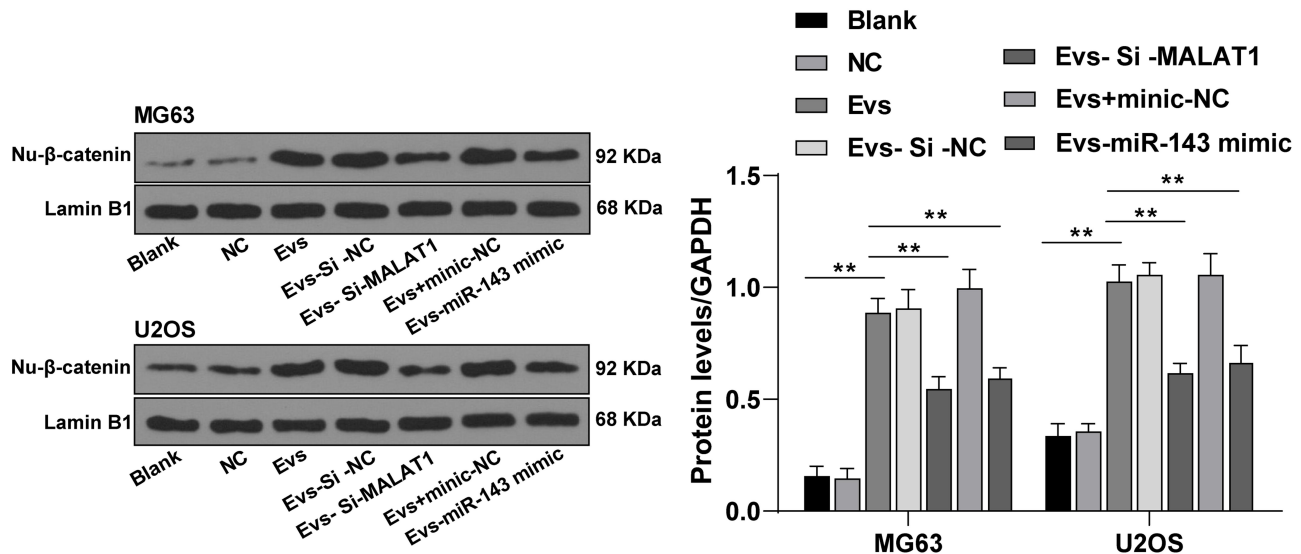 MG63
Nu-β-catenin
92 KDa
Lamin B1
68 KDa
Blank
NC
Evs
Evs-Si -NC
Evs- Si-MALAT1
Evs+minic-NC
Evs-miR-143 mimic
U2OS
Nu-β-catenin
92 KDa
Lamin B1
68 KDa
Blank
NC
Evs
Evs-Si -NC
Evs- Si-MALAT1
Evs+minic-NC
Evs-miR-143 mimic
Blank
NC
Evs
Evs- Si -NC
Evs- Si -MALAT1
Evs+minic-NC
Evs-miR-143 mimic
Protein levels/GAPDH
1.5
1.0
0.5
0.0
**
**
**
**
**
**
MG63
U2OS